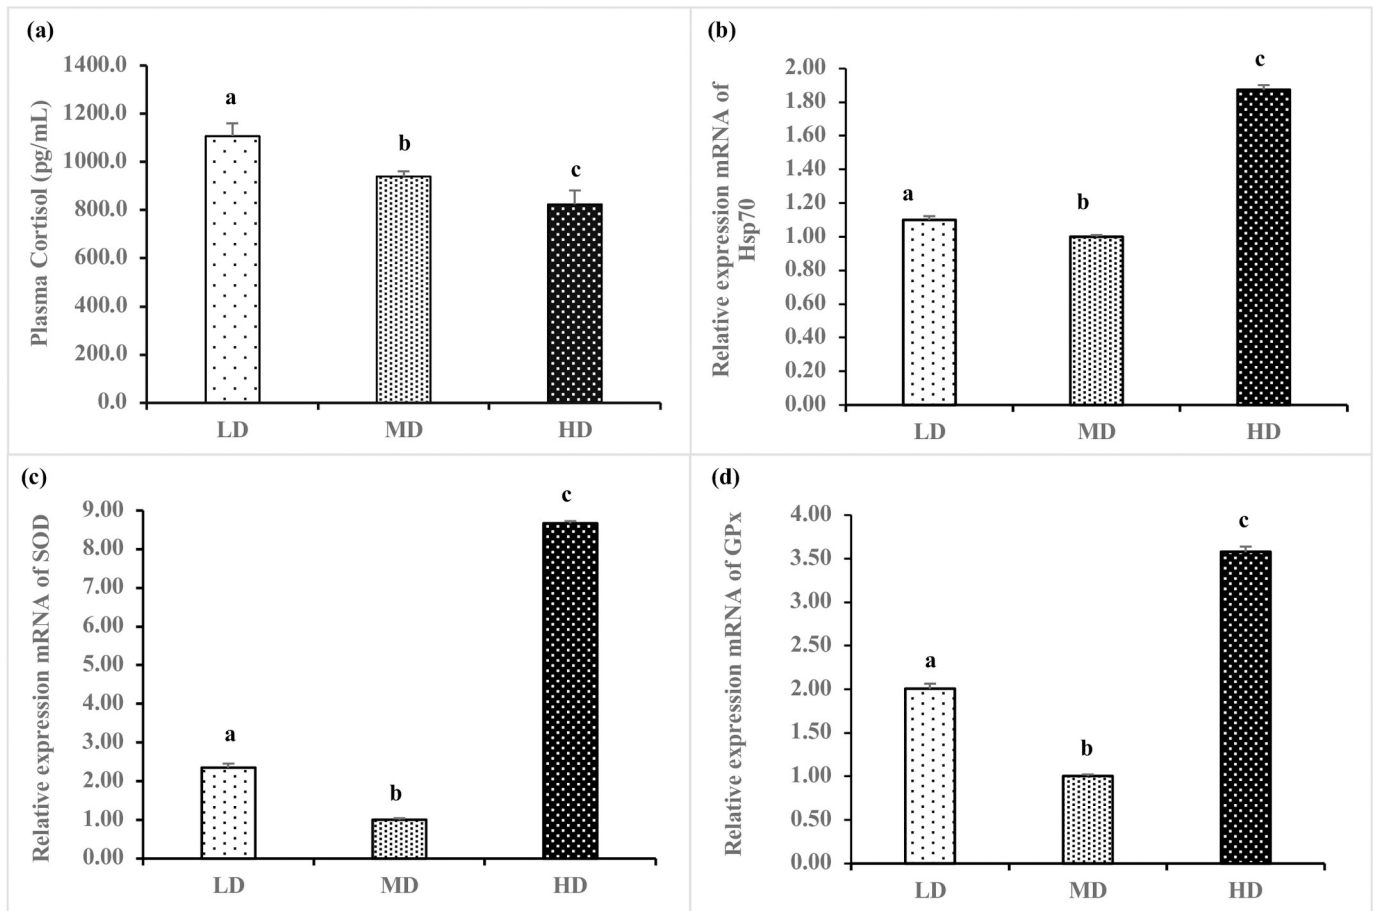 (a)
Plasma Cortisol (pg/mL)
1400.0
1200.0
1000.0
800.0
600.0
400.0
200.0
0.0
a
b
c
LD MD HD
(b)
Relative expression mRNA of
Hsp70
2.00
1.80
1.60
1.40
1.20
1.00
0.80
0.60
0.40
0.20
0.00
a
b
c
LD MD HD
(c)
Relative expression mRNA of SOD
9.00
8.00
7.00
6.00
5.00
4.00
3.00
2.00
1.00
0.00
a
b
c
LD MD HD
(d)
Relative expression mRNA of GPx
4.00
3.50
3.00
2.50
2.00
1.50
1.00
0.50
0.00
a
b
c
LD MD HD